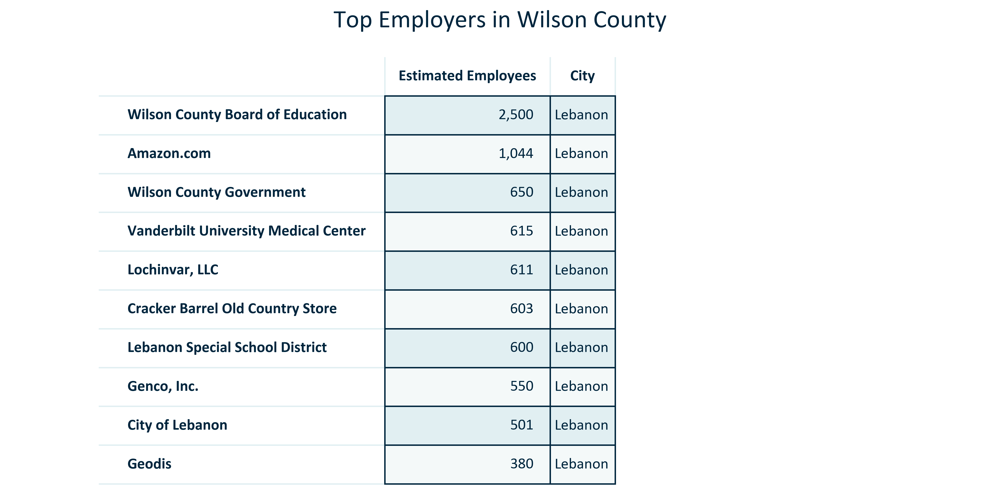 Top Employers in Wilson County
Estimated Employees City
Wilson County Board of Education 2,500 Lebanon
Amazon.com 1,044 Lebanon
Wilson County Government 650 Lebanon
Vanderbilt University Medical Center 615 Lebanon
Lochinvar, LLC 611 Lebanon
Cracker Barrel Old Country Store 603 Lebanon
Lebanon Special School District 600 Lebanon
Genco, Inc. 550 Lebanon
City of Lebanon 501 Lebanon
Geodis 380 Lebanon